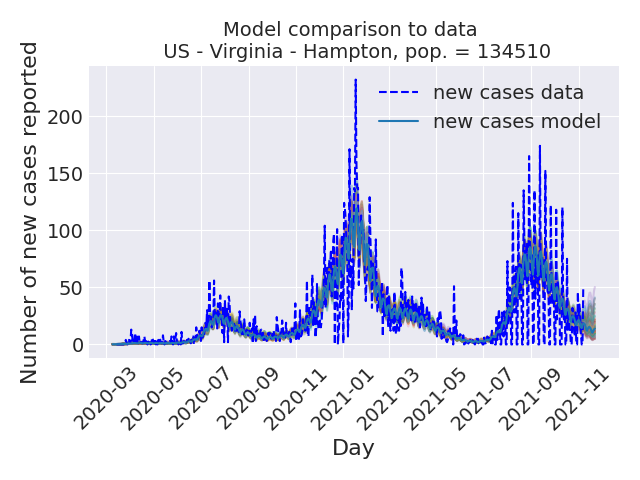 Model comparison to data
US - Virginia - Hampton, pop. = 134510
new cases data
new cases model
Number of new cases reported
200
150
100
50
0
2020-03
2020-05
2020-07
2020-09
2020-11
2021-01
2021-03
2021-05
2021-07
2021-09
2021-11
Day